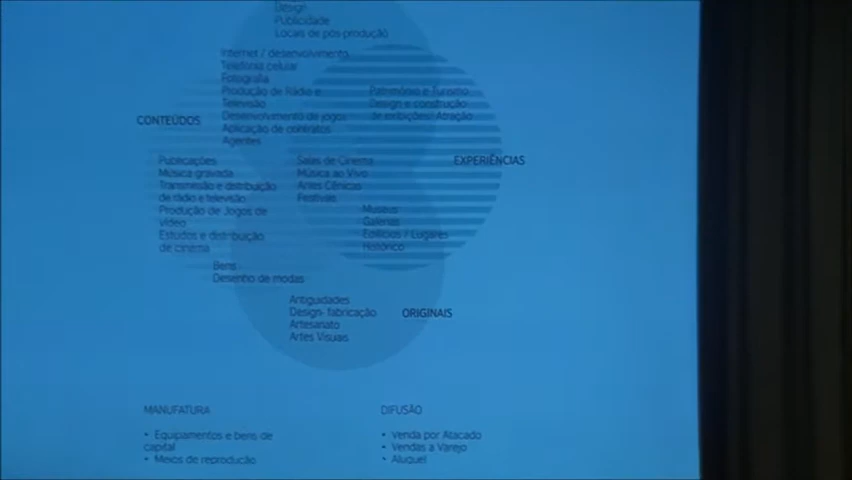 Design
Publicidade
Locais de pós-produção
Internet / desenvolvimento
Telefonia celular
Fotografia
Produção de Rádio e
Televisão
Desenvolvimento de jogos
Aplicação de contratos
Agentes
Patrimônio e Turismo
Design e construção
de exibições/ Atração
CONTEÚDOS
EXPERIÊNCIAS
Publicações
Música gravada
Transmissão e distribuição
de rádio e televisão
Produção de Jogos de
vídeo
Estudos e distribuição
de cinema
Salas de Cinema
Música ao Vivo
Artes Cênicas
Festivais
Museus
Galerias
Edifícios / Lugares
Histórico
Bens -
Desenho de modas
Antiguidades
Design- fabricação
Artesanato
Artes Visuais
ORIGINAIS
MANUFATURA
• Equipamentos e bens de
capital
• Meios de reprodução
DIFUSÃO
• Venda por Atacado
• Vendas a Varejo
• Aluguel